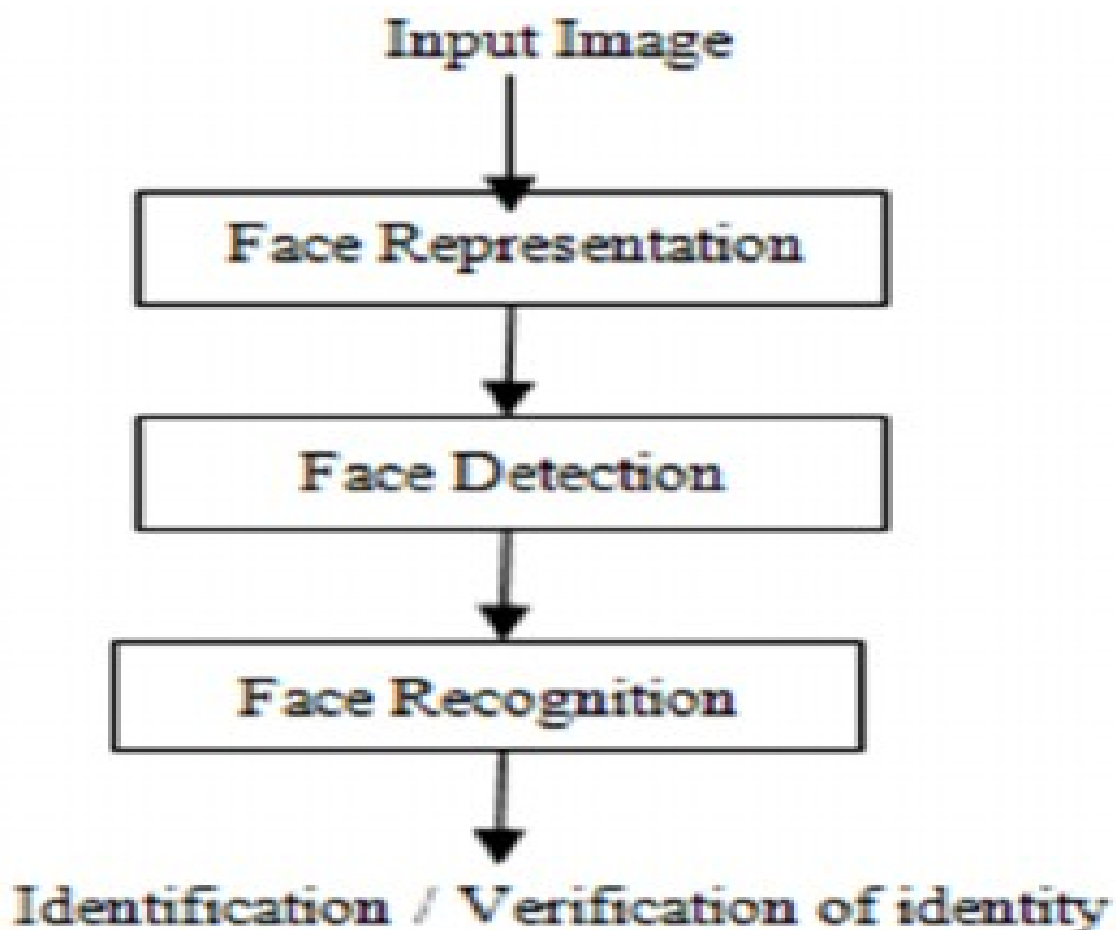 Input Image
Face Representation
Face Detection
Face Recognition
Identification / Verification of identity